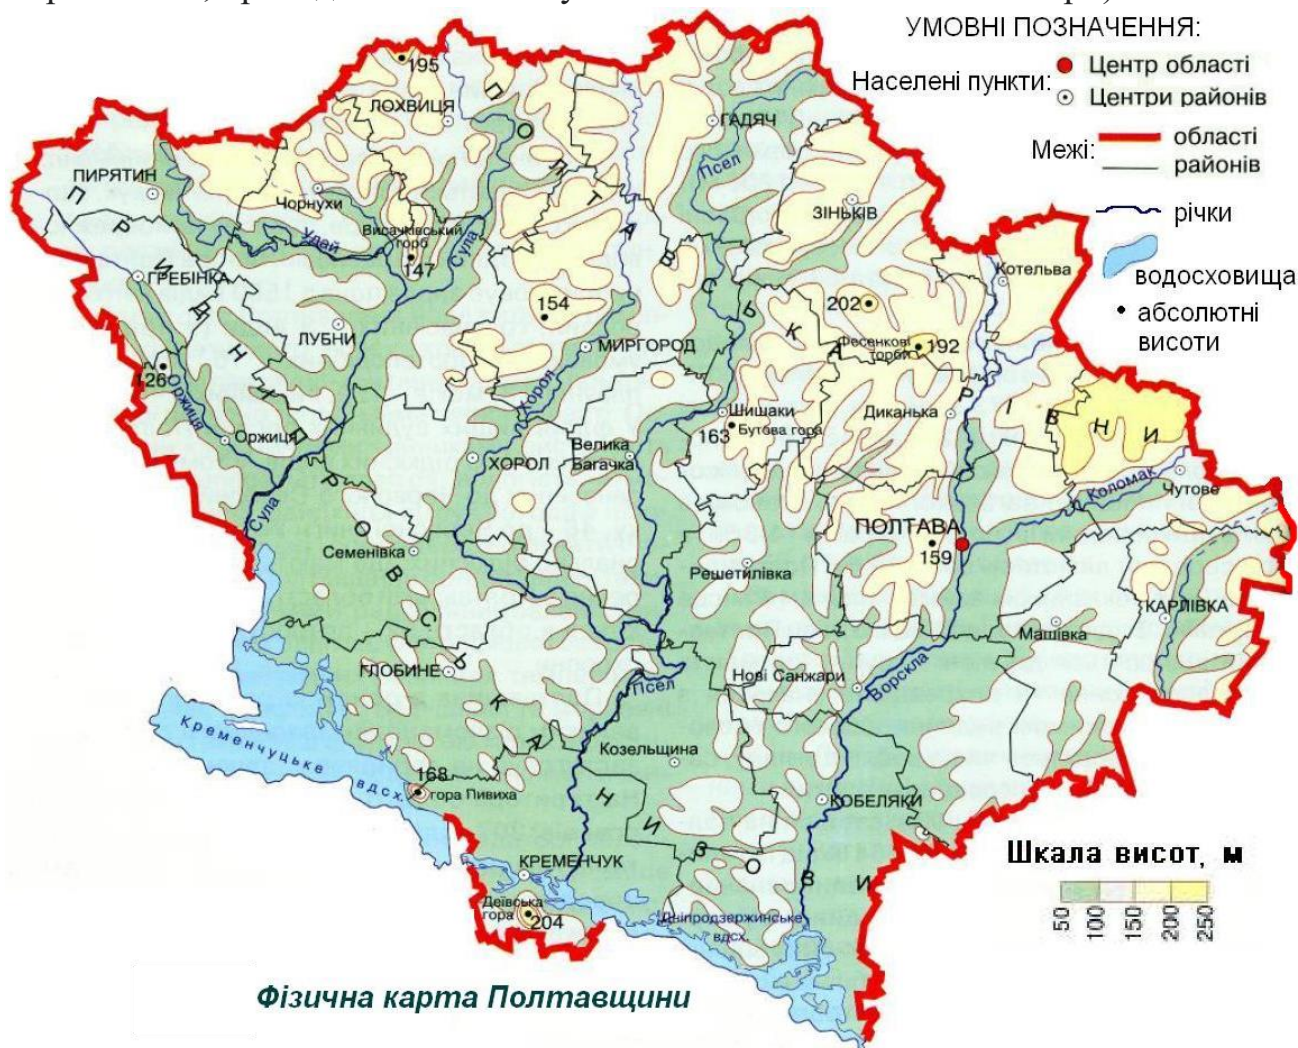 УМОВНІ ПОЗНАЧЕННЯ:
Населені пункти:
Центр області
Центри районів
Межі:
області
районів
річки
водосховища
абсолютні
висоти
195
ЛОХВИЦЯ
ГАДЯЧ
Псел
ПИРЯТИН
Чорнухи
ЗІНЬКІВ
Висачківський
горб
147
Удай
Сула
Котельва
ГРЕБІНКА
154
202
ЛУБНИ
МИРГОРОД
Фесенкові
горби
192
126
Оржиця
Хорол
Шишаки
163
Бутова гора
Диканька
Оржиця
ХОРОЛ
Велика
Багачка
Коломак
Чутове
Сула
ПОЛТАВА
159
Семенівка
Решетилівка
КАРЛІВКА
Машівка
ГЛОБИНЕ
Псел
Нові Санжари
Ворскла
Кременчуцьке вдсх.
Козельщина
168
гора Пивиха
КОБЕЛЯКИ
КРЕМЕНЧУК
Деївська
гора
204
Дніпродзержинське
вдсх.
ПОЛТАВСЬКА РІВНИНА
ПРИДНІПРОВСЬКА НИЗОВИНА
Шкала висот, м
50 100 150 200 250
Фізична карта Полтавщини